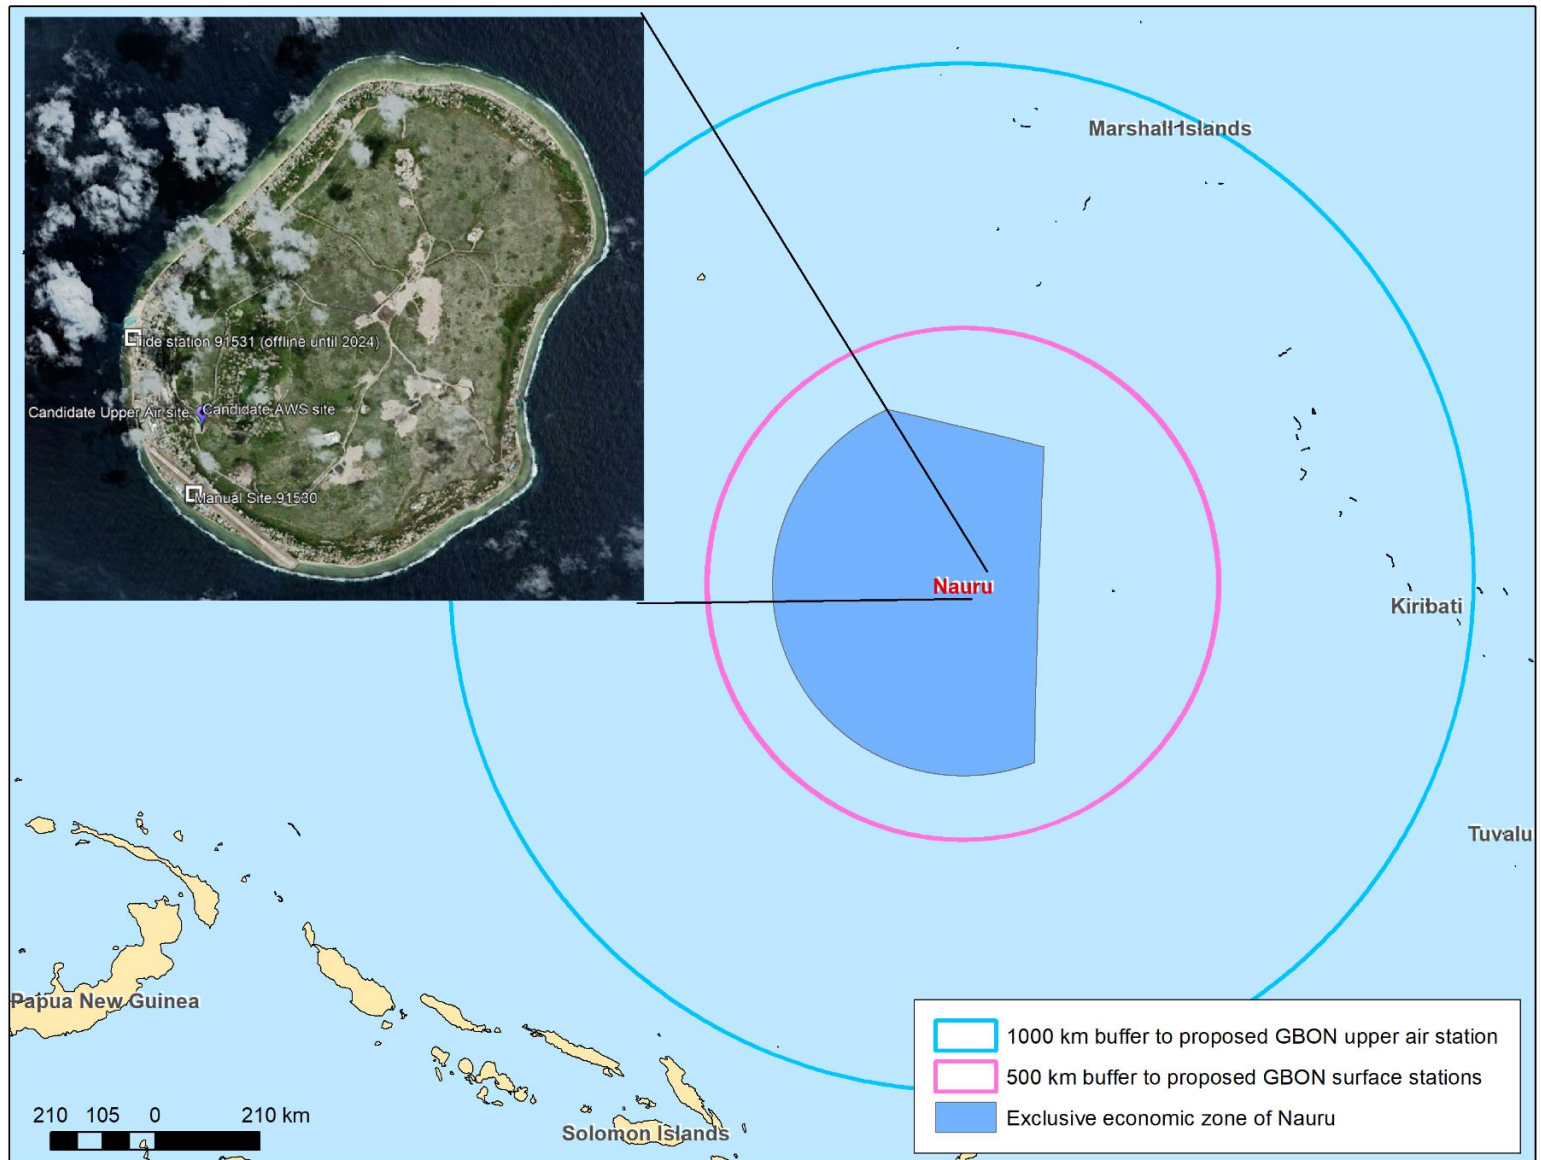 Marshall Islands
Tide station 91531 (offline until 2024)
Candidate Upper Air site
Candidate AWS site
Manual Site 91530
Nauru
Kiribati
Tuvalu
Papua New Guinea
Solomon Islands
1000 km buffer to proposed GBON upper air station
500 km buffer to proposed GBON surface stations
Exclusive economic zone of Nauru
210 105 0 210 km